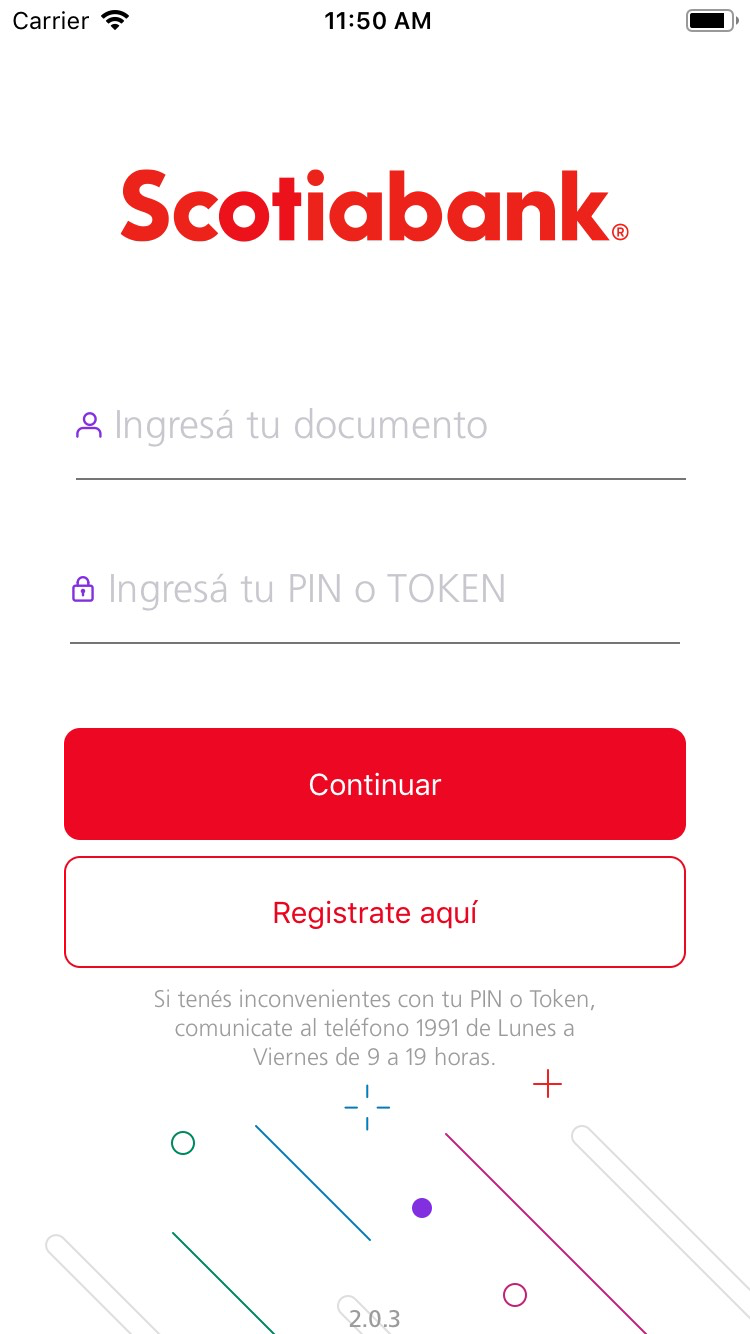 Carrier 11:50 AM
Scotiabank®
Ingresá tu documento
Ingresá tu PIN o TOKEN
Continuar
Registrate aquí
Si tenés inconvenientes con tu PIN o Token,
comunicate al teléfono 1991 de Lunes a
Viernes de 9 a 19 horas.
2.0.3